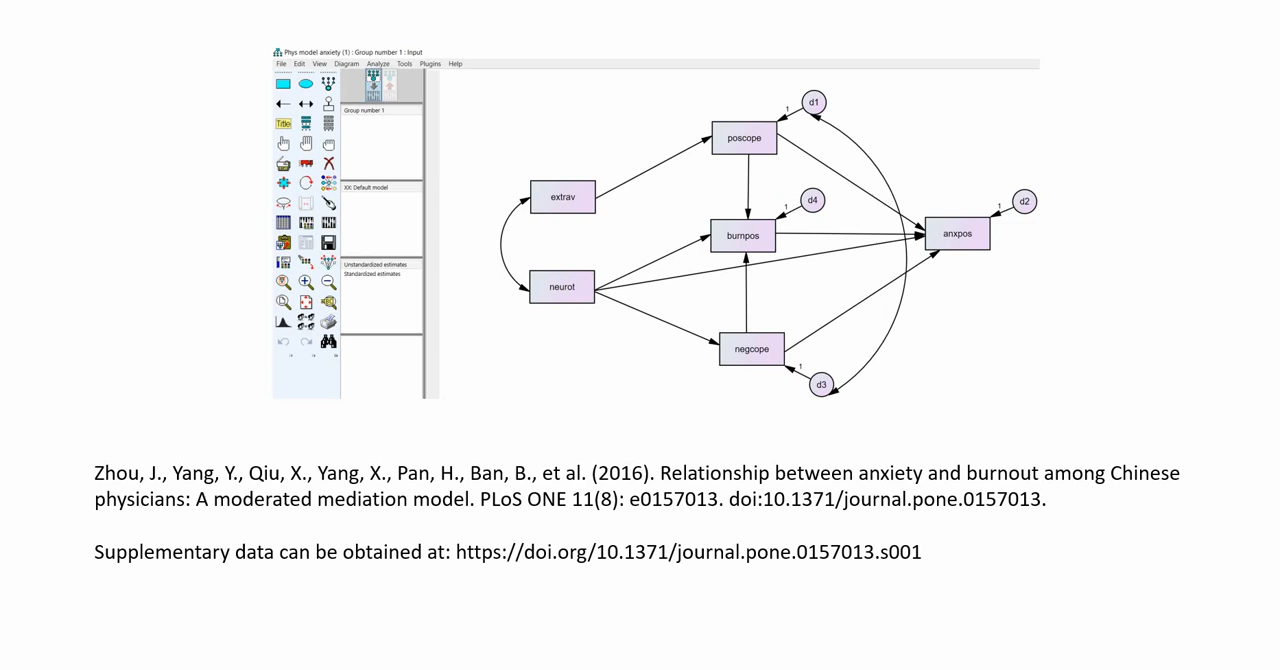 Phys model anxiety (1) : Group number 1 : Input
File Edit View Diagram Analyze Tools Plugins Help
Title
Group number 1
XX: Default model
Unstandardized estimates
Standardized estimates
d1
1
poscope
extrav
d4
1
burnpos
d2
1
anxpos
neurot
negcope
1
d3
Zhou, J., Yang, Y., Qiu, X., Yang, X., Pan, H., Ban, B., et al. (2016). Relationship between anxiety and burnout among Chinese
physicians: A moderated mediation model. PLoS ONE 11(8): e0157013. doi:10.1371/journal.pone.0157013.
Supplementary data can be obtained at: https://doi.org/10.1371/journal.pone.0157013.s001